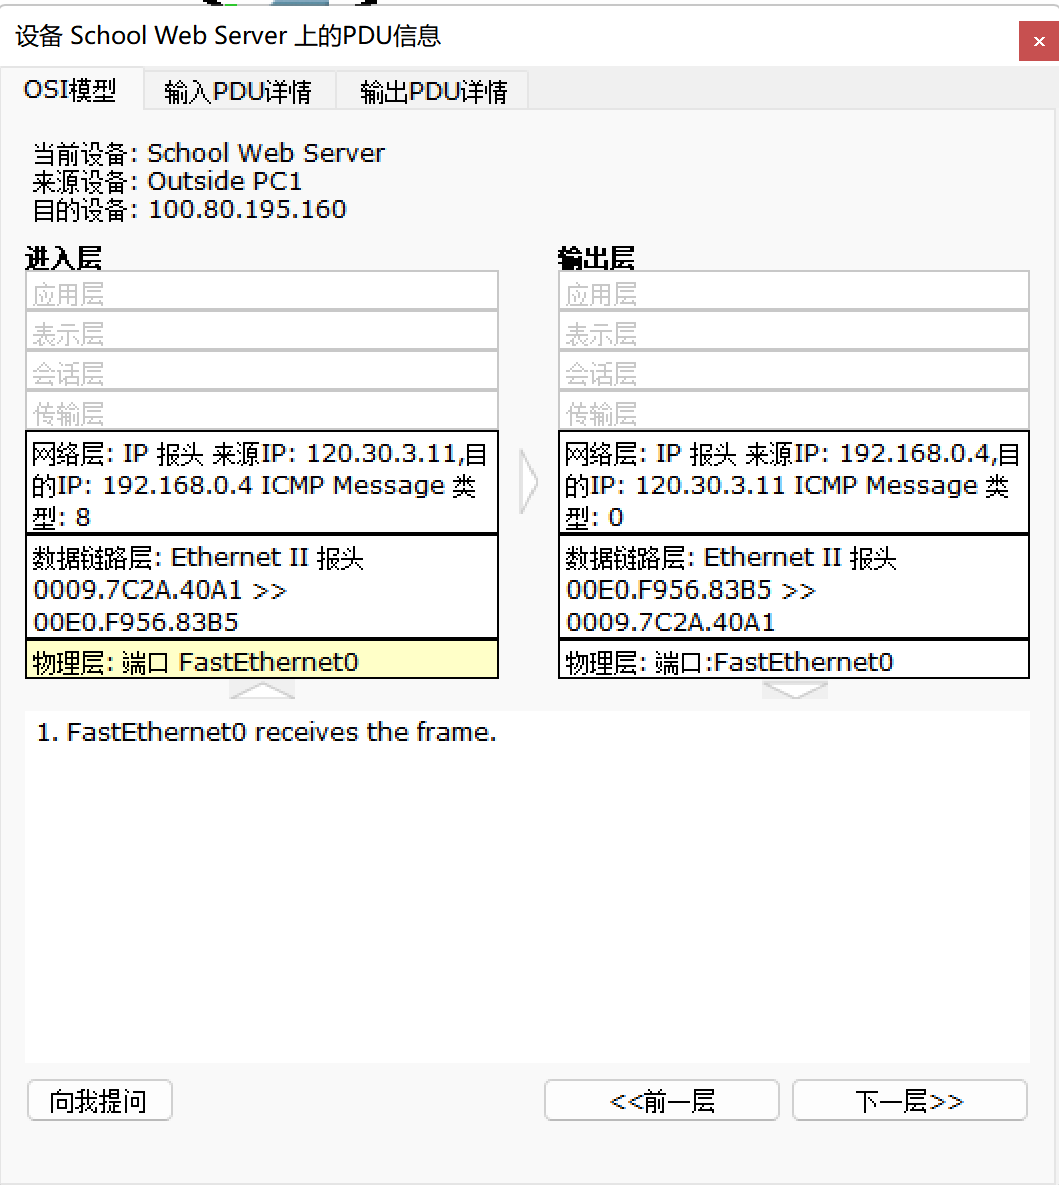 设备 School Web Server 上的PDU信息
×
OSI模型
输入PDU详情
输出PDU详情
当前设备: School Web Server
来源设备: Outside PC1
目的设备: 100.80.195.160
进入层
应用层
表示层
会话层
传输层
网络层: IP 报头 来源IP: 120.30.3.11,目
的IP: 192.168.0.4 ICMP Message 类
型: 8
数据链路层: Ethernet II 报头
0009.7C2A.40A1 >>
00E0.F956.83B5
物理层: 端口 FastEthernet0
输出层
应用层
表示层
会话层
传输层
网络层: IP 报头 来源IP: 192.168.0.4,目
的IP: 120.30.3.11 ICMP Message 类
型: 0
数据链路层: Ethernet II 报头
00E0.F956.83B5 >>
0009.7C2A.40A1
物理层: 端口:FastEthernet0
1. FastEthernet0 receives the frame.
向我提问
<<前一层
下一层>>